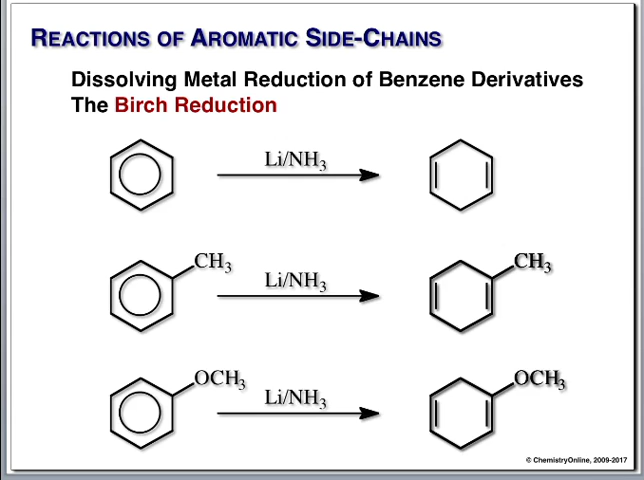 REACTIONS OF AROMATIC SIDE-CHAINS
Dissolving Metal Reduction of Benzene Derivatives
The Birch Reduction
Li/NH₃
CH₃
Li/NH₃
CH₃
OCH₃
Li/NH₃
OCH₃
© ChemistryOnline, 2009-2017